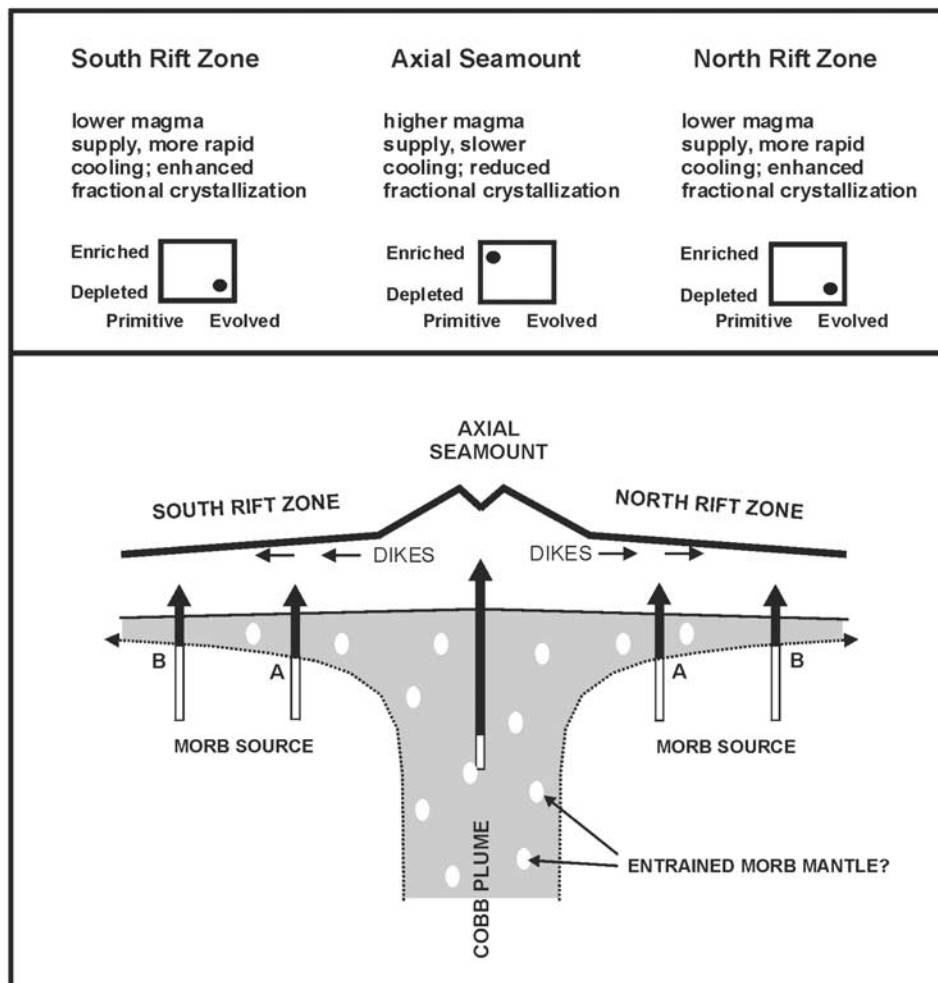 South Rift Zone
lower magma
supply, more rapid
cooling; enhanced
fractional crystallization
Enriched
Depleted
Primitive Evolved
Axial Seamount
higher magma
supply, slower
cooling; reduced
fractional crystallization
Enriched
Depleted
Primitive Evolved
North Rift Zone
lower magma
supply, more rapid
cooling; enhanced
fractional crystallization
Enriched
Depleted
Primitive Evolved
AXIAL
SEAMOUNT
SOUTH RIFT ZONE
NORTH RIFT ZONE
DIKES
DIKES
B
A
A
B
MORB SOURCE
MORB SOURCE
ENTRAINED MORB MANTLE?
COBB PLUME